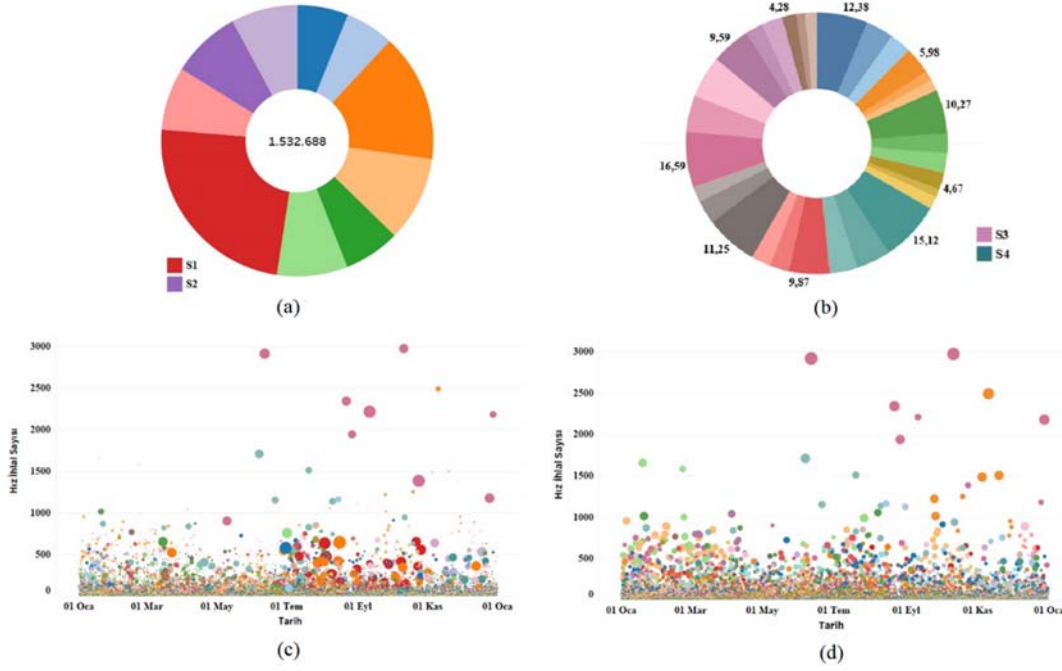 1.532.688
S1
S2
(a)
4,28
12,38
9,59
5,98
10,27
16,59
4,67
15,12
11,25
9,87
S3
S4
(b)
3000
2500
2000
1500
1000
500
0
Hız İhlal Sayısı
01 Oca
01 Mar
01 May
01 Tem
01 Eyl
01 Kas
01 Oca
Tarih
(c)
3000
2500
2000
1500
1000
500
0
Hız İhlal Sayısı
01 Oca
01 Mar
01 May
01 Tem
01 Eyl
01 Kas
01 Oca
Tarih
(d)